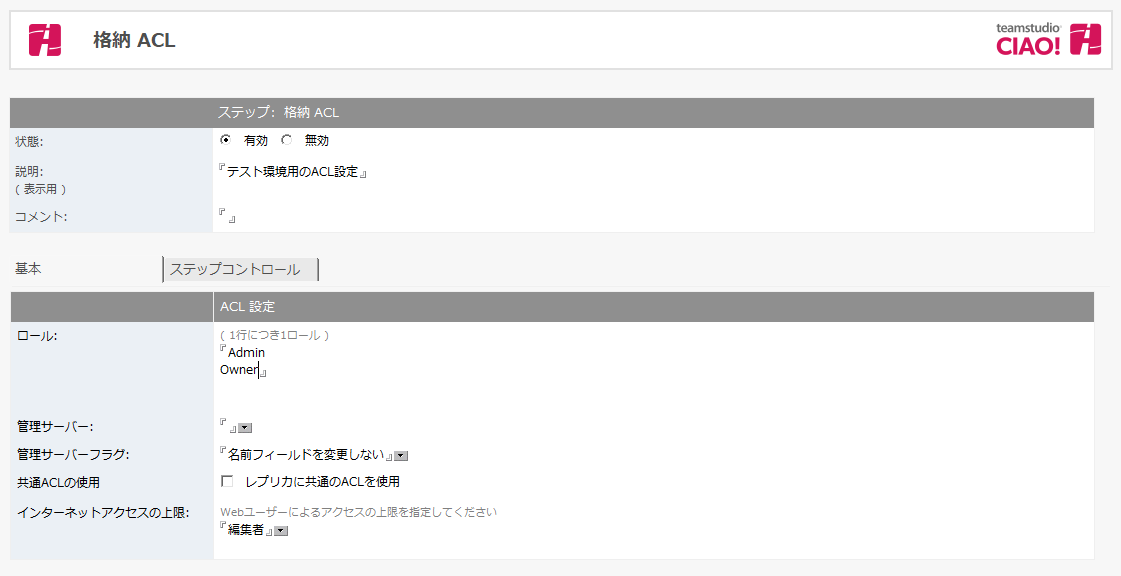 格納 ACL
teamstudio
CIAO!
ステップ: 格納 ACL
状態:
有効 無効
説明:
( 表示用 )
『テスト環境用のACL設定』
コメント:
『 』
基本 ステップコントロール
ACL 設定
ロール:
( 1行につき1ロール )
『Admin
Owner』
管理サーバー:
『 』
管理サーバーフラグ:
『名前フィールドを変更しない』
共通ACLの使用
レプリカに共通のACLを使用
インターネットアクセスの上限:
Webユーザーによるアクセスの上限を指定してください
『編集者』